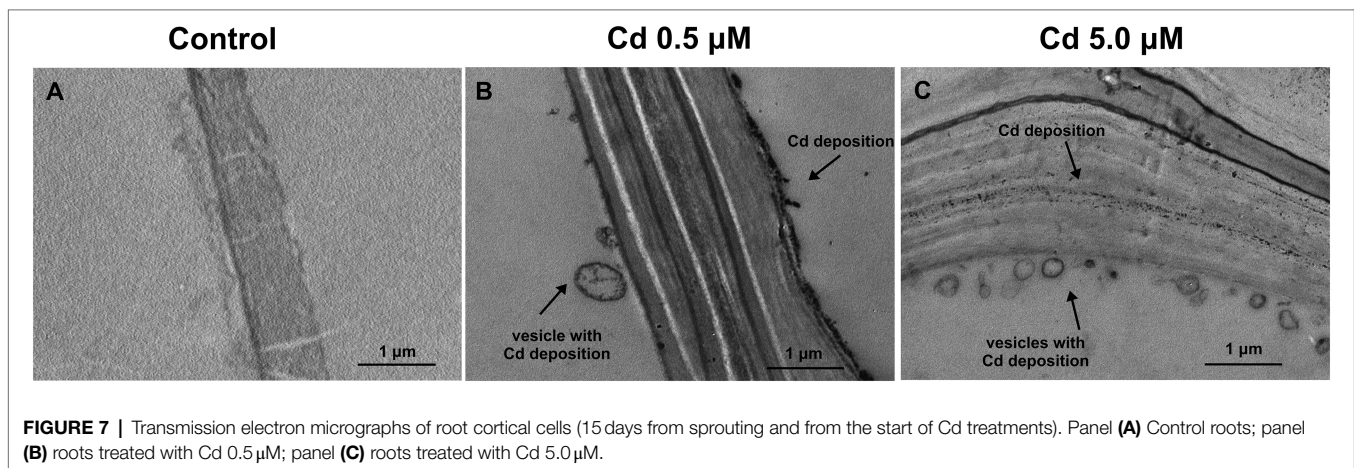 Control
Cd 0.5 µM
Cd 5.0 µM
A
B
C
Cd deposition
Cd deposition
vesicle with
Cd deposition
vesicles with
Cd deposition
1 µm
1 µm
1 µm
FIGURE 7 | Transmission electron micrographs of root cortical cells (15 days from sprouting and from the start of Cd treatments). Panel (A) Control roots; panel
(B) roots treated with Cd 0.5 µM; panel (C) roots treated with Cd 5.0 µM.